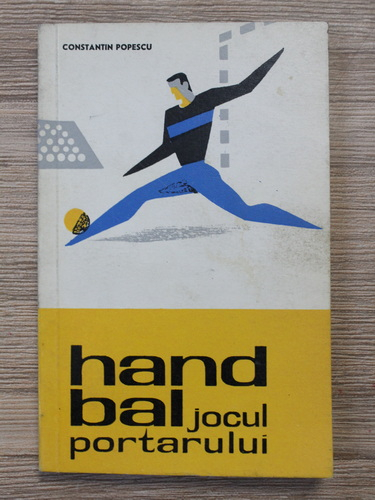 CONSTANTIN POPESCU
hand
bal jocul
portarului